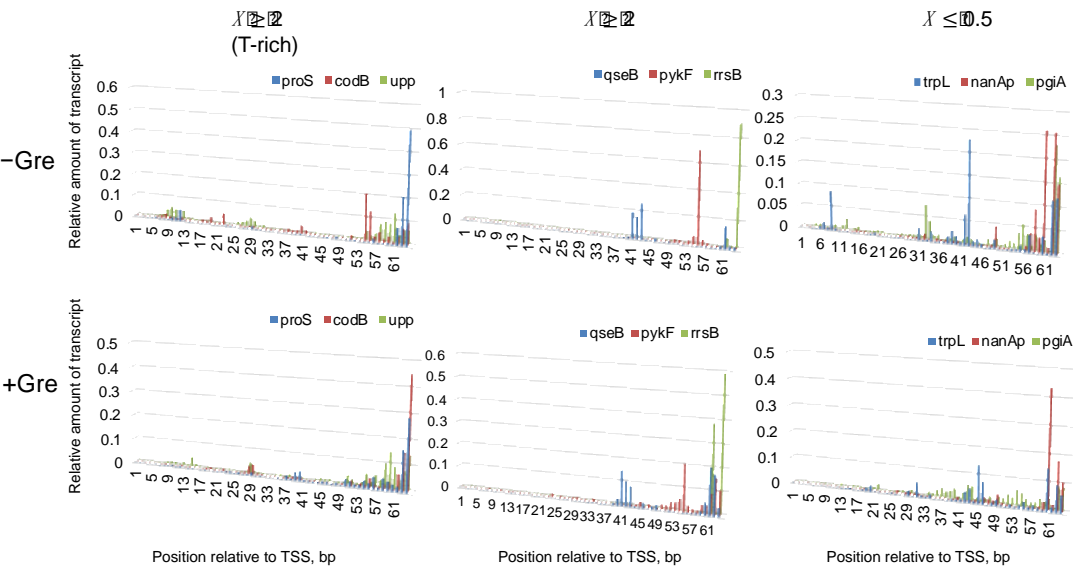 X ≥ 2
(T-rich)
X ≥ 2
X ≤ 0.5
−Gre
Relative amount of transcript
proS codB upp
0.6
0.5
0.4
0.3
0.2
0.1
0
1 5 9 13 17 21 25 29 33 37 41 45 49 53 57 61
qseB pykF rrsB
1
0.8
0.6
0.4
0.2
0
1 5 9 13 17 21 25 29 33 37 41 45 49 53 57 61
trpL nanAp pgiA
0.3
0.25
0.2
0.15
0.1
0.05
0
1 6 11 16 21 26 31 36 41 46 51 56 61
+Gre
Relative amount of transcript
proS codB upp
0.5
0.4
0.3
0.2
0.1
0
1 5 9 13 17 21 25 29 33 37 41 45 49 53 57 61
Position relative to TSS, bp
qseB pykF rrsB
0.6
0.5
0.4
0.3
0.2
0.1
0
1 5 9 13 17 21 25 29 33 37 41 45 49 53 57 61
Position relative to TSS, bp
trpL nanAp pgiA
0.5
0.4
0.3
0.2
0.1
0
1 5 9 13 17 21 25 29 33 37 41 45 49 53 57 61
Position relative to TSS, bp